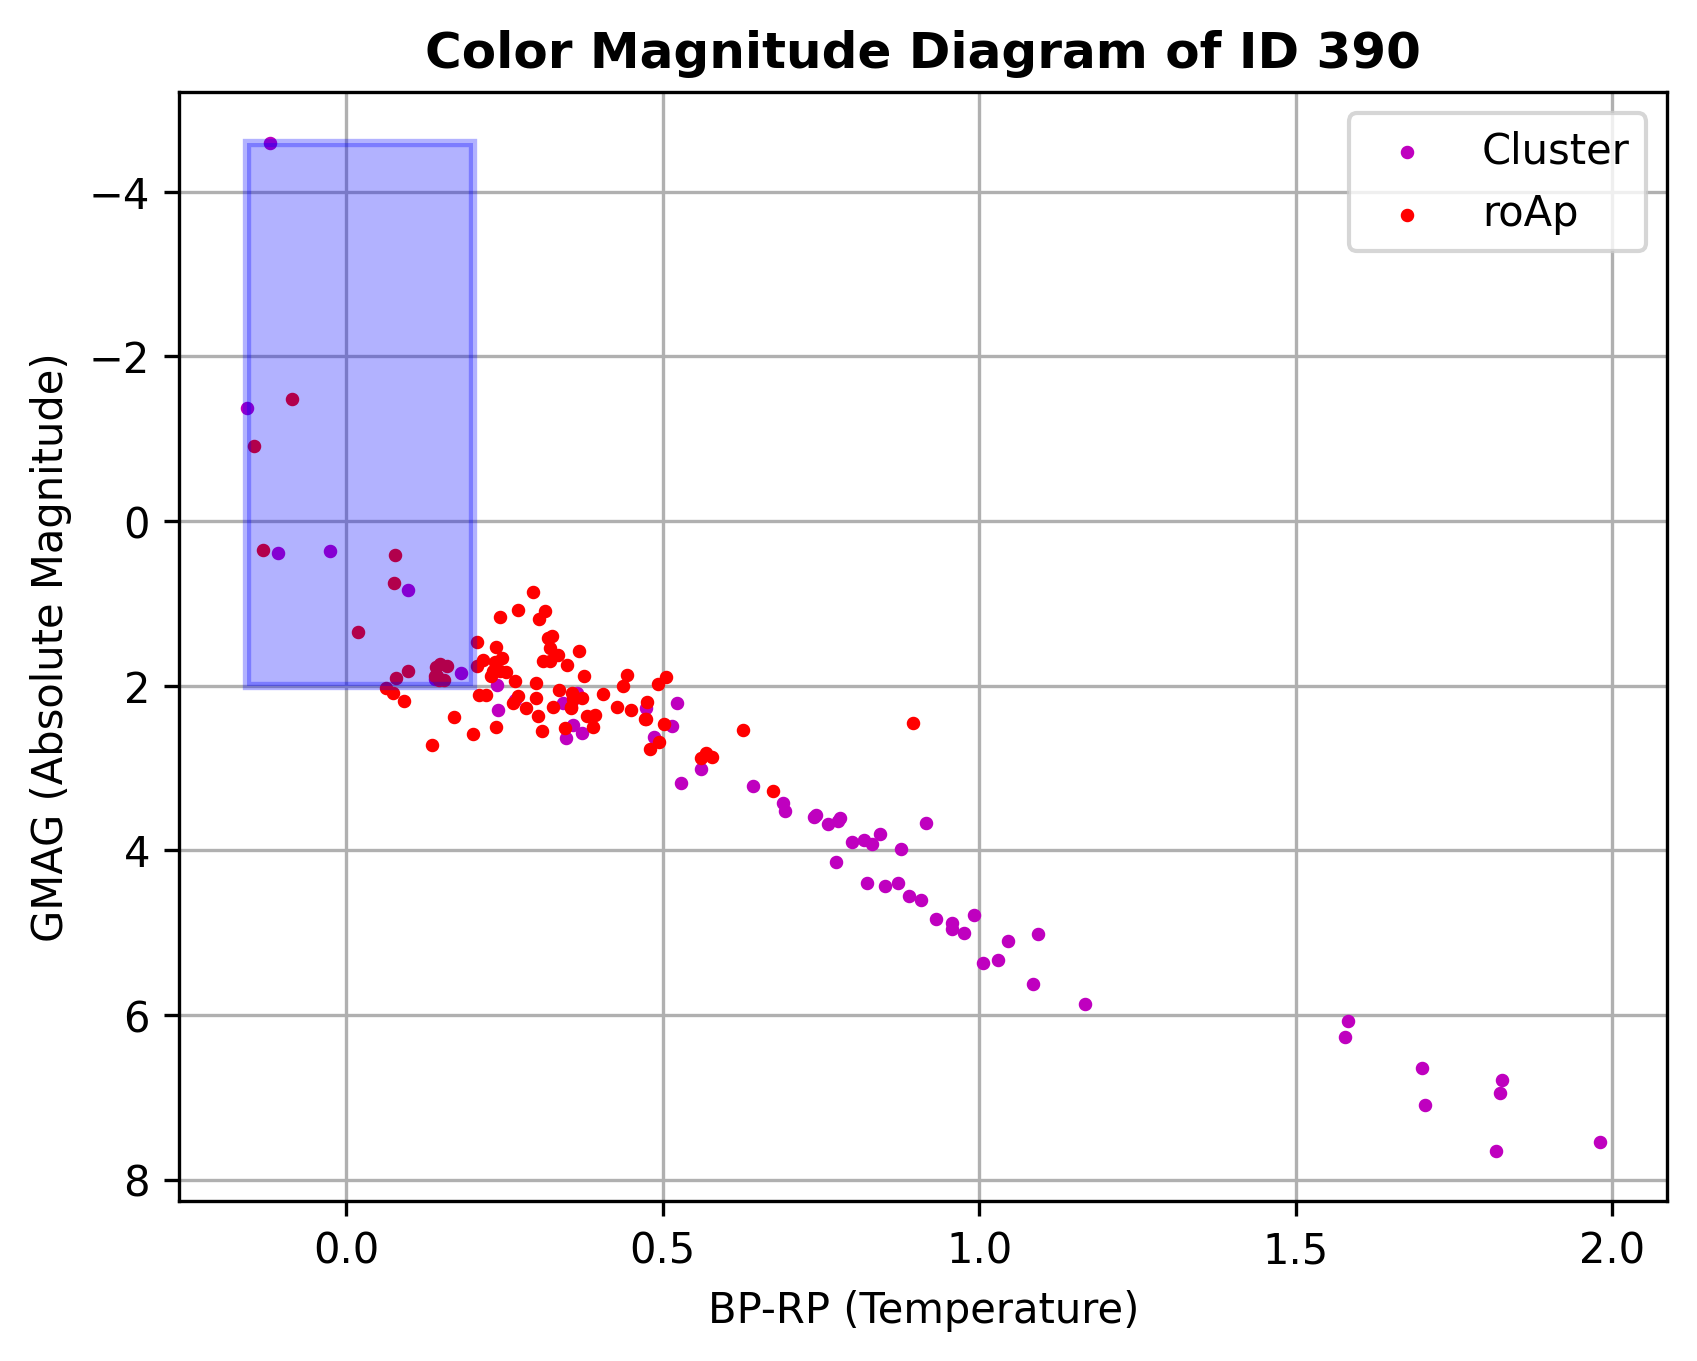 Color Magnitude Diagram of ID 390
Cluster
roAp
GMAG (Absolute Magnitude)
−4
−2
0
2
4
6
8
0.0 0.5 1.0 1.5 2.0
BP-RP (Temperature)